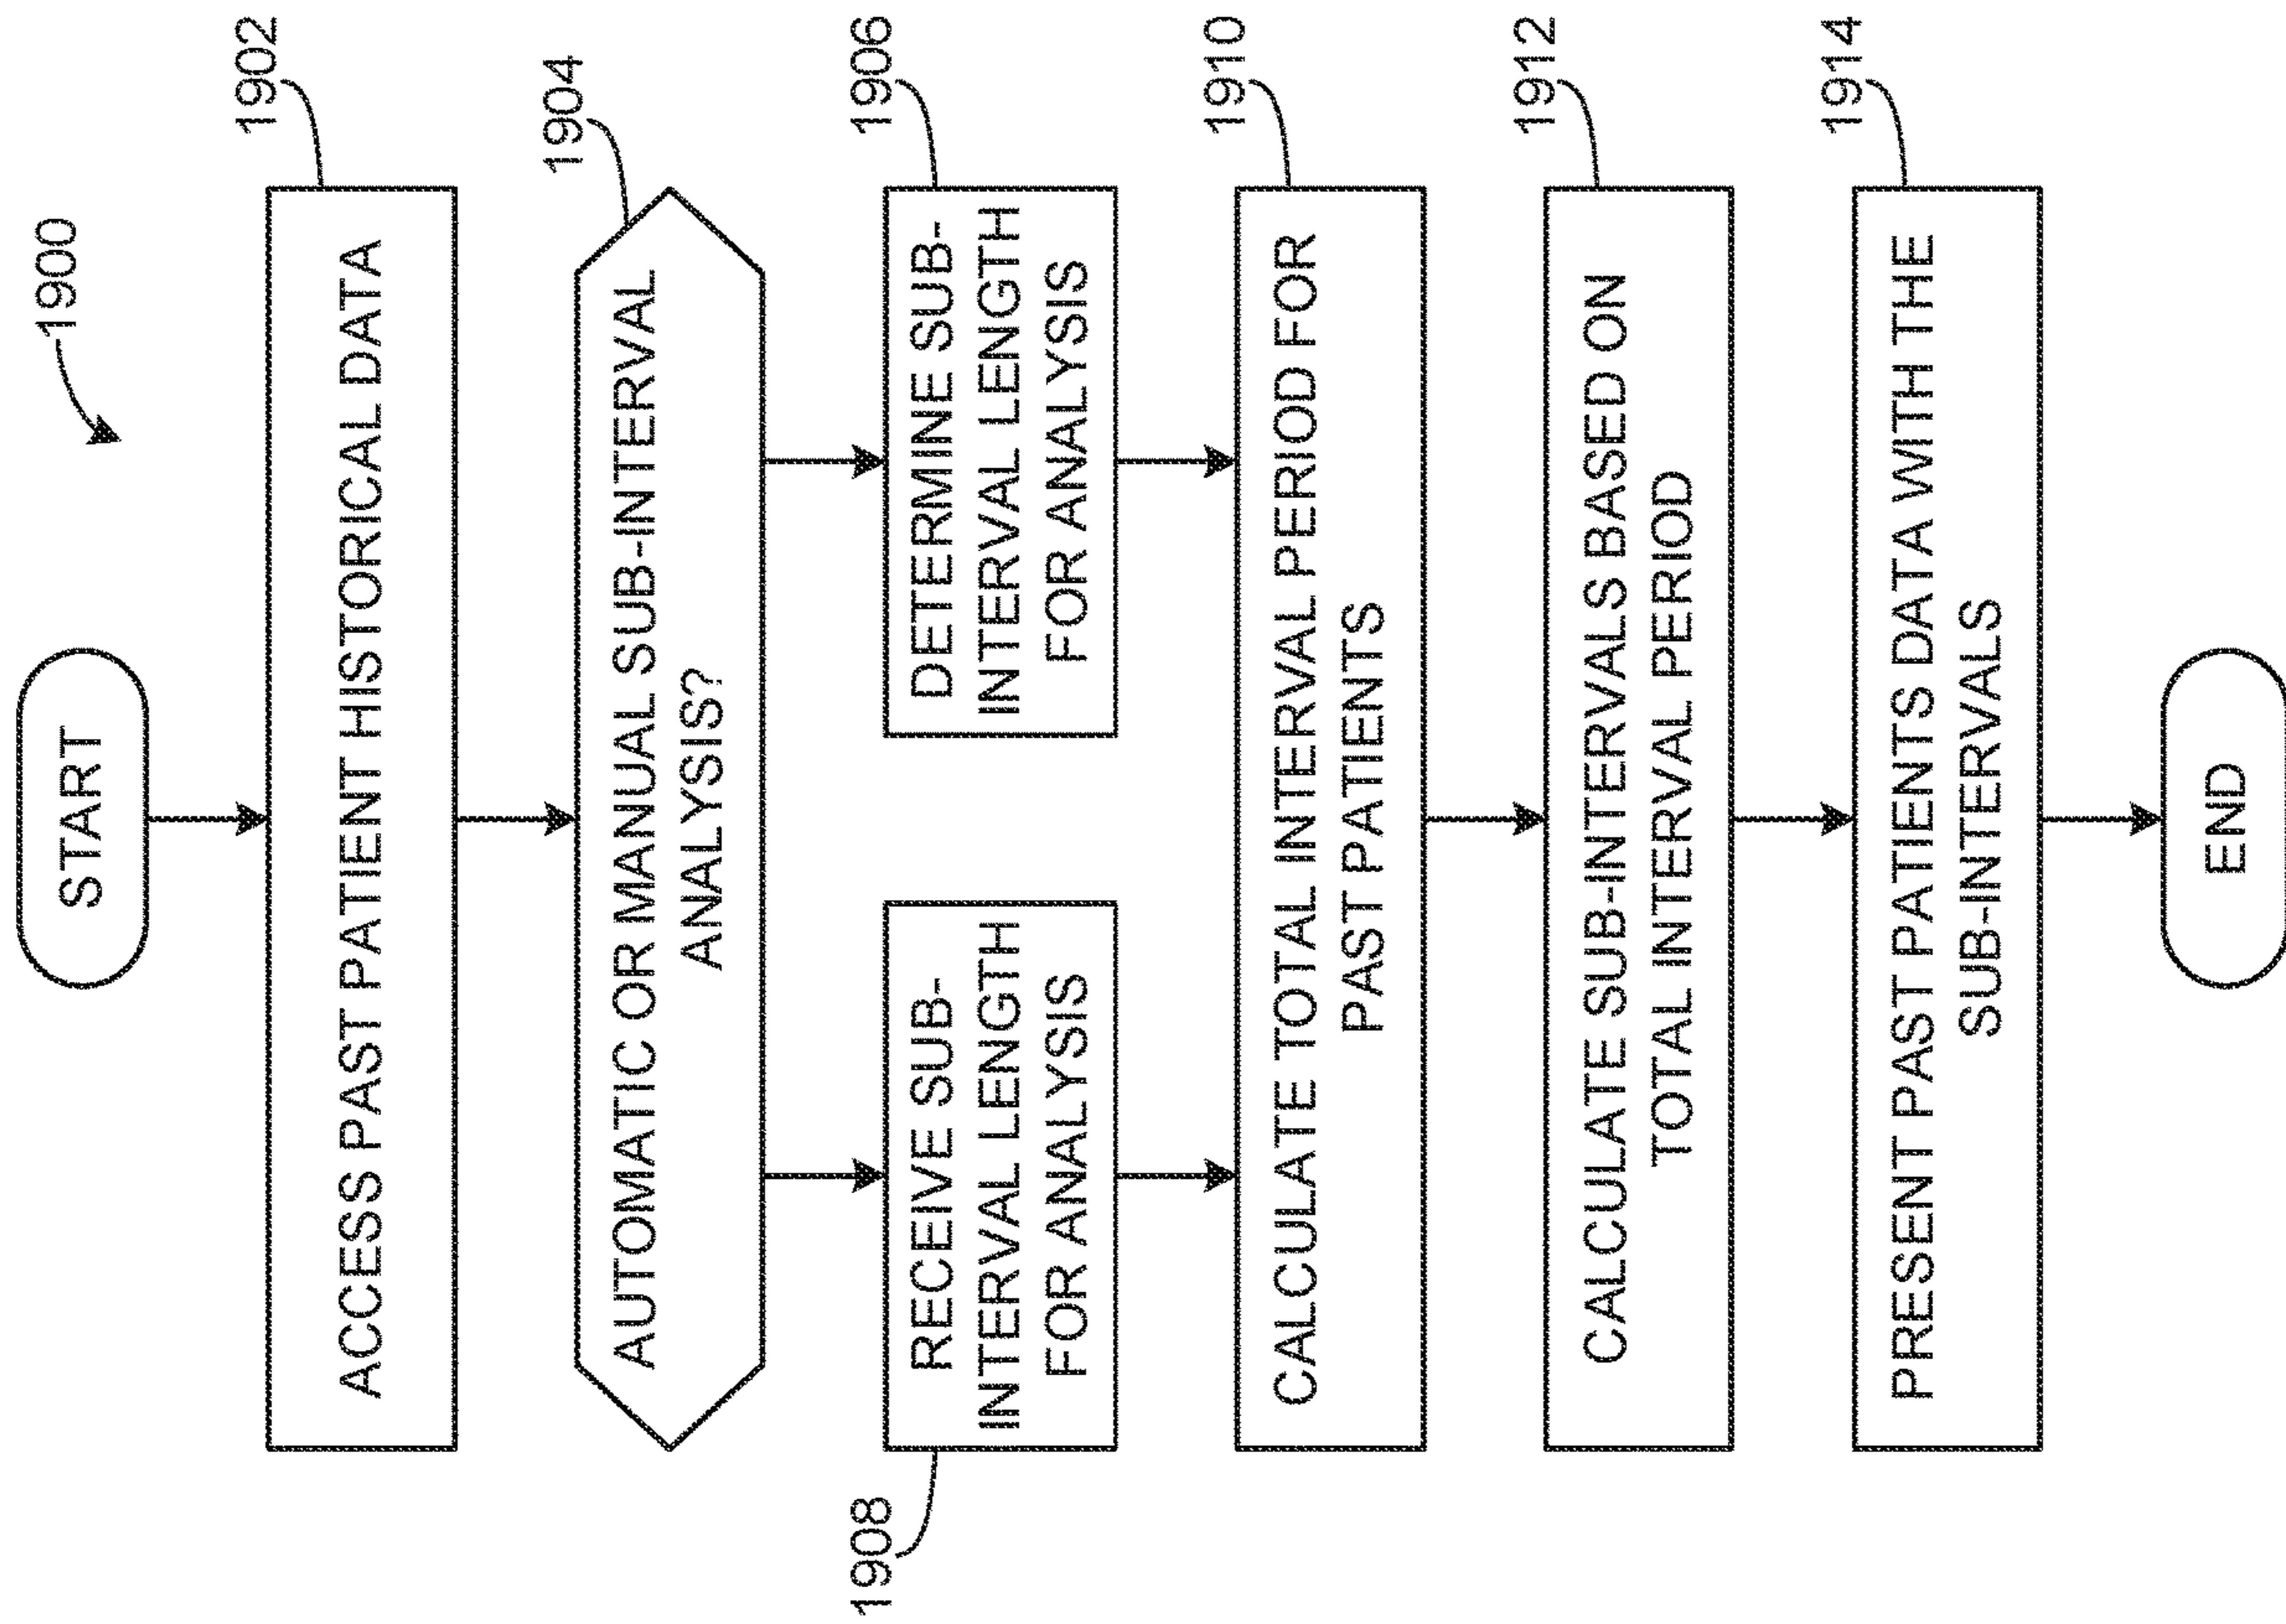 1900
START
ACCESS PAST PATIENT HISTORICAL DATA
1902
AUTOMATIC OR MANUAL SUB-INTERVAL
ANALYSIS?
1904
1908
RECEIVE SUB-
INTERVAL LENGTH
FOR ANALYSIS
DETERMINE SUB-
INTERVAL LENGTH
FOR ANALYSIS
1906
CALCULATE TOTAL INTERVAL PERIOD FOR
PAST PATIENTS
1910
CALCULATE SUB-INTERVALS BASED ON
TOTAL INTERVAL PERIOD
1912
PRESENT PAST PATIENTS DATA WITH THE
SUB-INTERVALS
1914
END